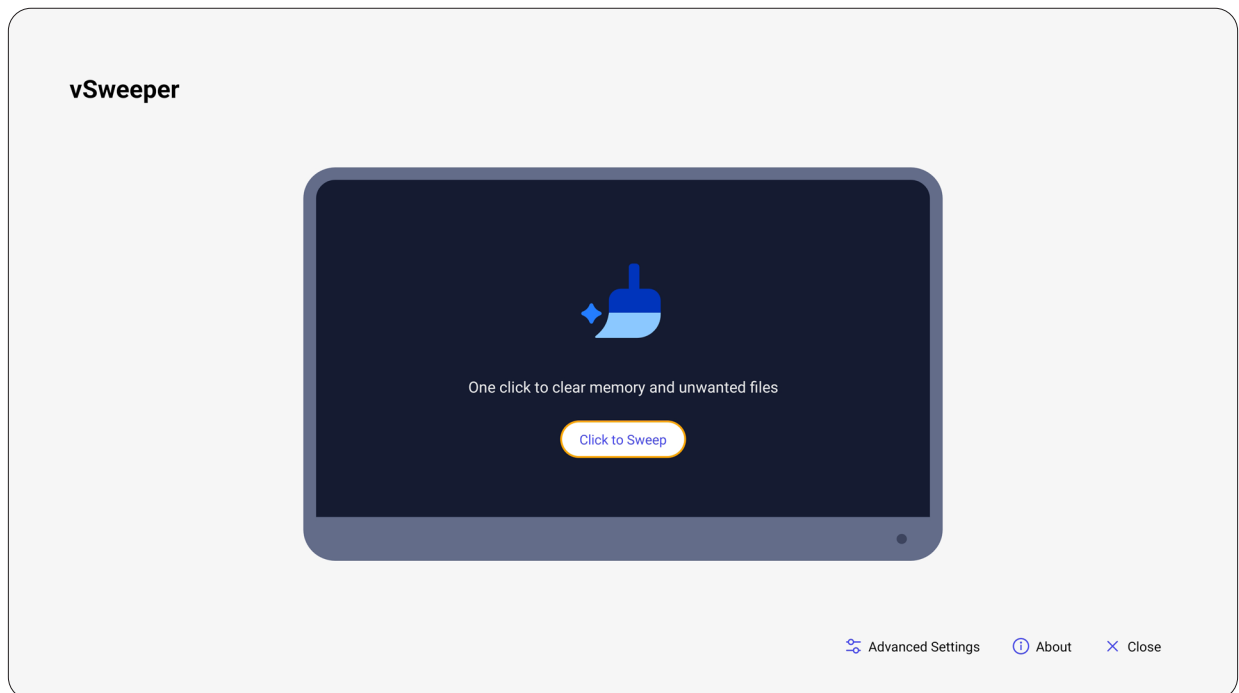 vSweeper
One click to clear memory and unwanted files
Click to Sweep
Advanced Settings
About
Close